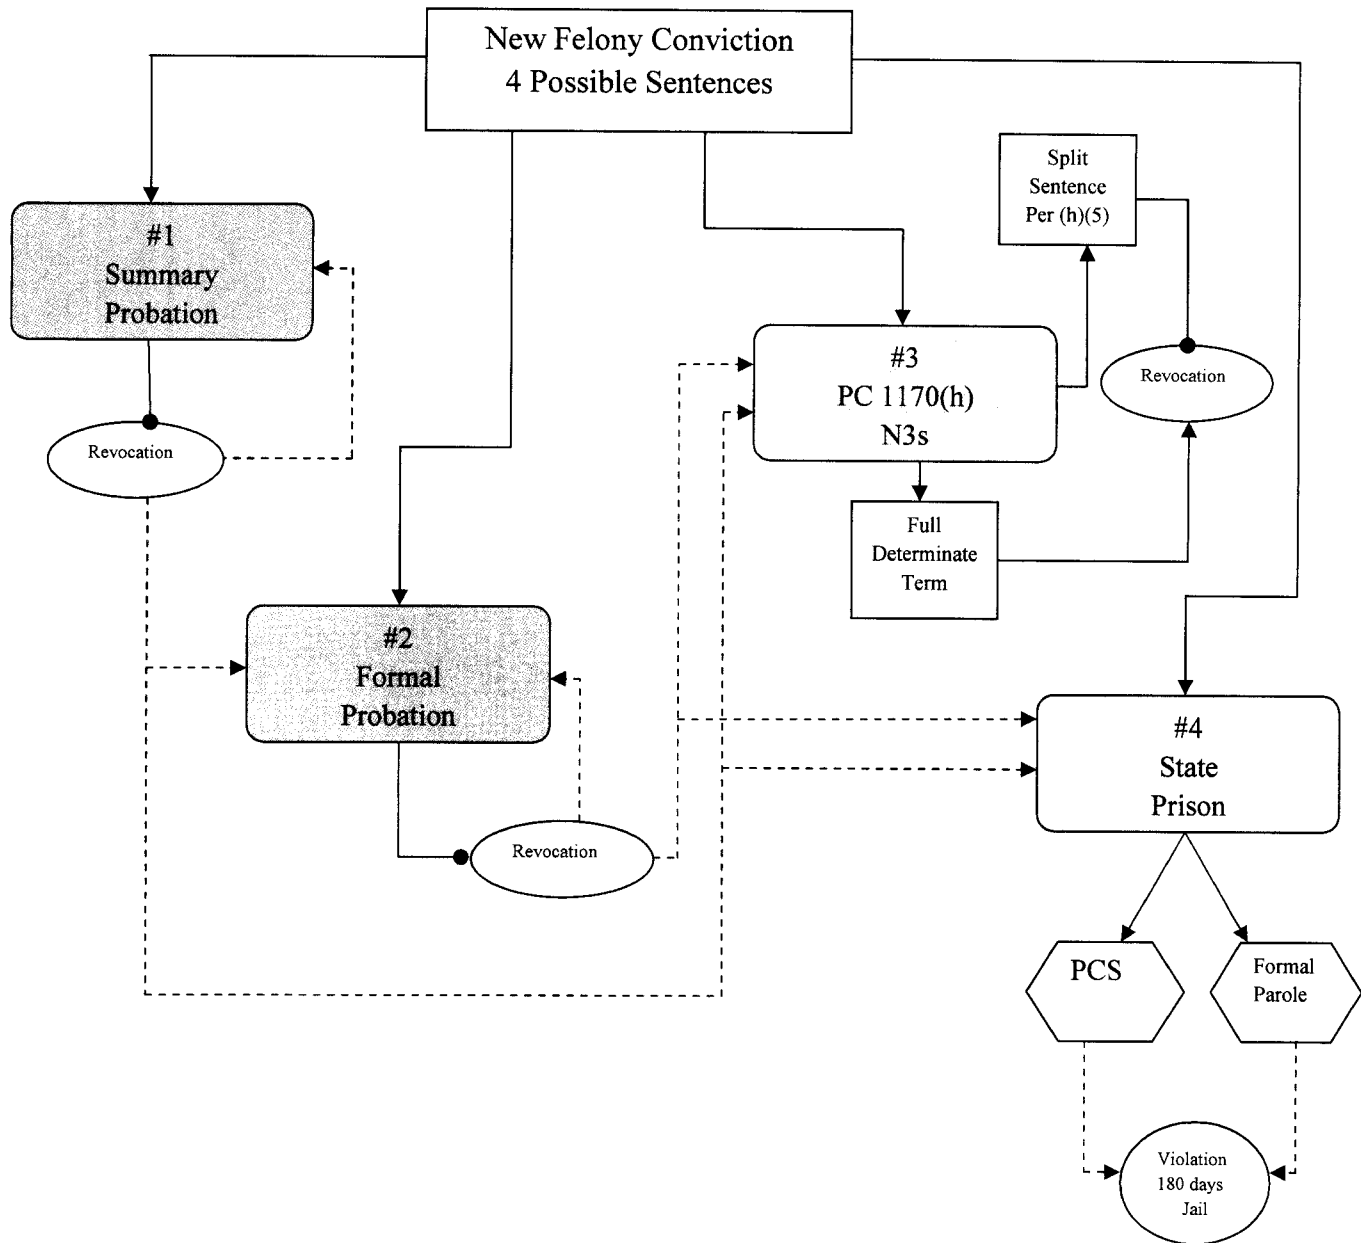 New Felony Conviction
4 Possible Sentences
Split
Sentence
Per (h)(5)
#1
Summary
Probation
#3
PC 1170(h)
N3s
Revocation
Revocation
Full
Determinate
Term
#2
Formal
Probation
#4
State
Prison
Revocation
PCS
Formal
Parole
Violation
180 days
Jail